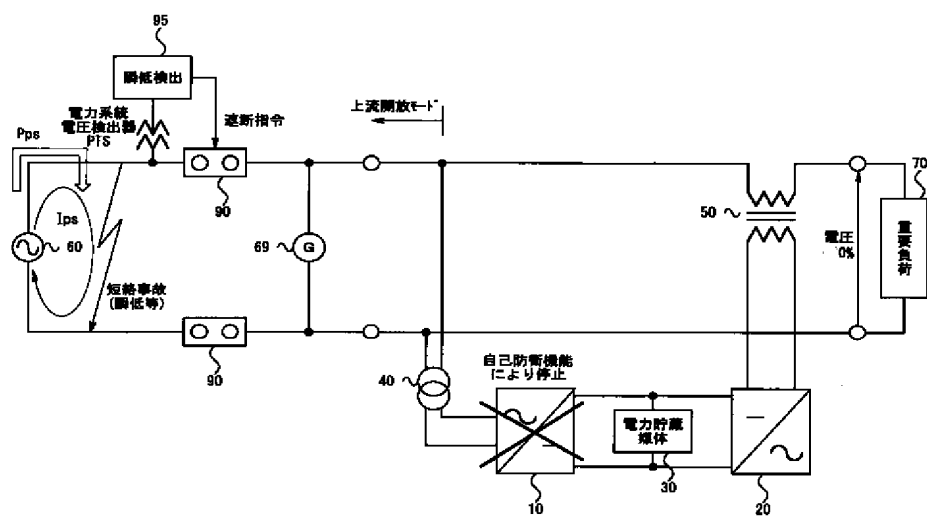 95
瞬低検出
電力系統
電圧検出器
PTS
遮断指令
上流開放ﾓｰﾄﾞ
Pps
90
Ips
60
69
G
50
電圧
0%
70
重要負荷
短絡事故
(瞬低等)
90
40
自己防衛機能
により停止
電力貯蔵
媒体
30
10
20